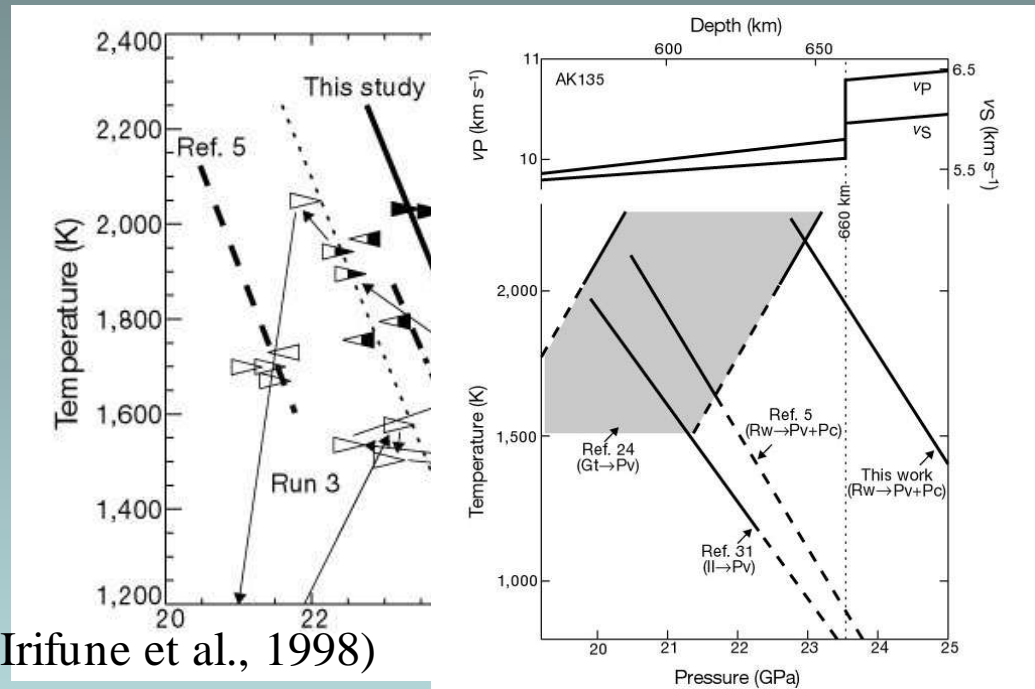 2,400
2,200
2,000
1,800
1,600
1,400
1,200
Temperature (K)
This study
Ref. 5
Run 3
20
22
Irifune et al., 1998)
Depth (km)
600
650
11
10
vP (km s⁻¹)
AK135
vP
vS
6.5
5.5
vS (km s⁻¹)
660 km
2,000
1,500
1,000
Temperature (K)
Ref. 24
(Gt→Pv)
Ref. 5
(Rw→Pv+Pc)
This work
(Rw→Pv+Pc)
Ref. 31
(Il→Pv)
20
21
22
23
24
25
Pressure (GPa)